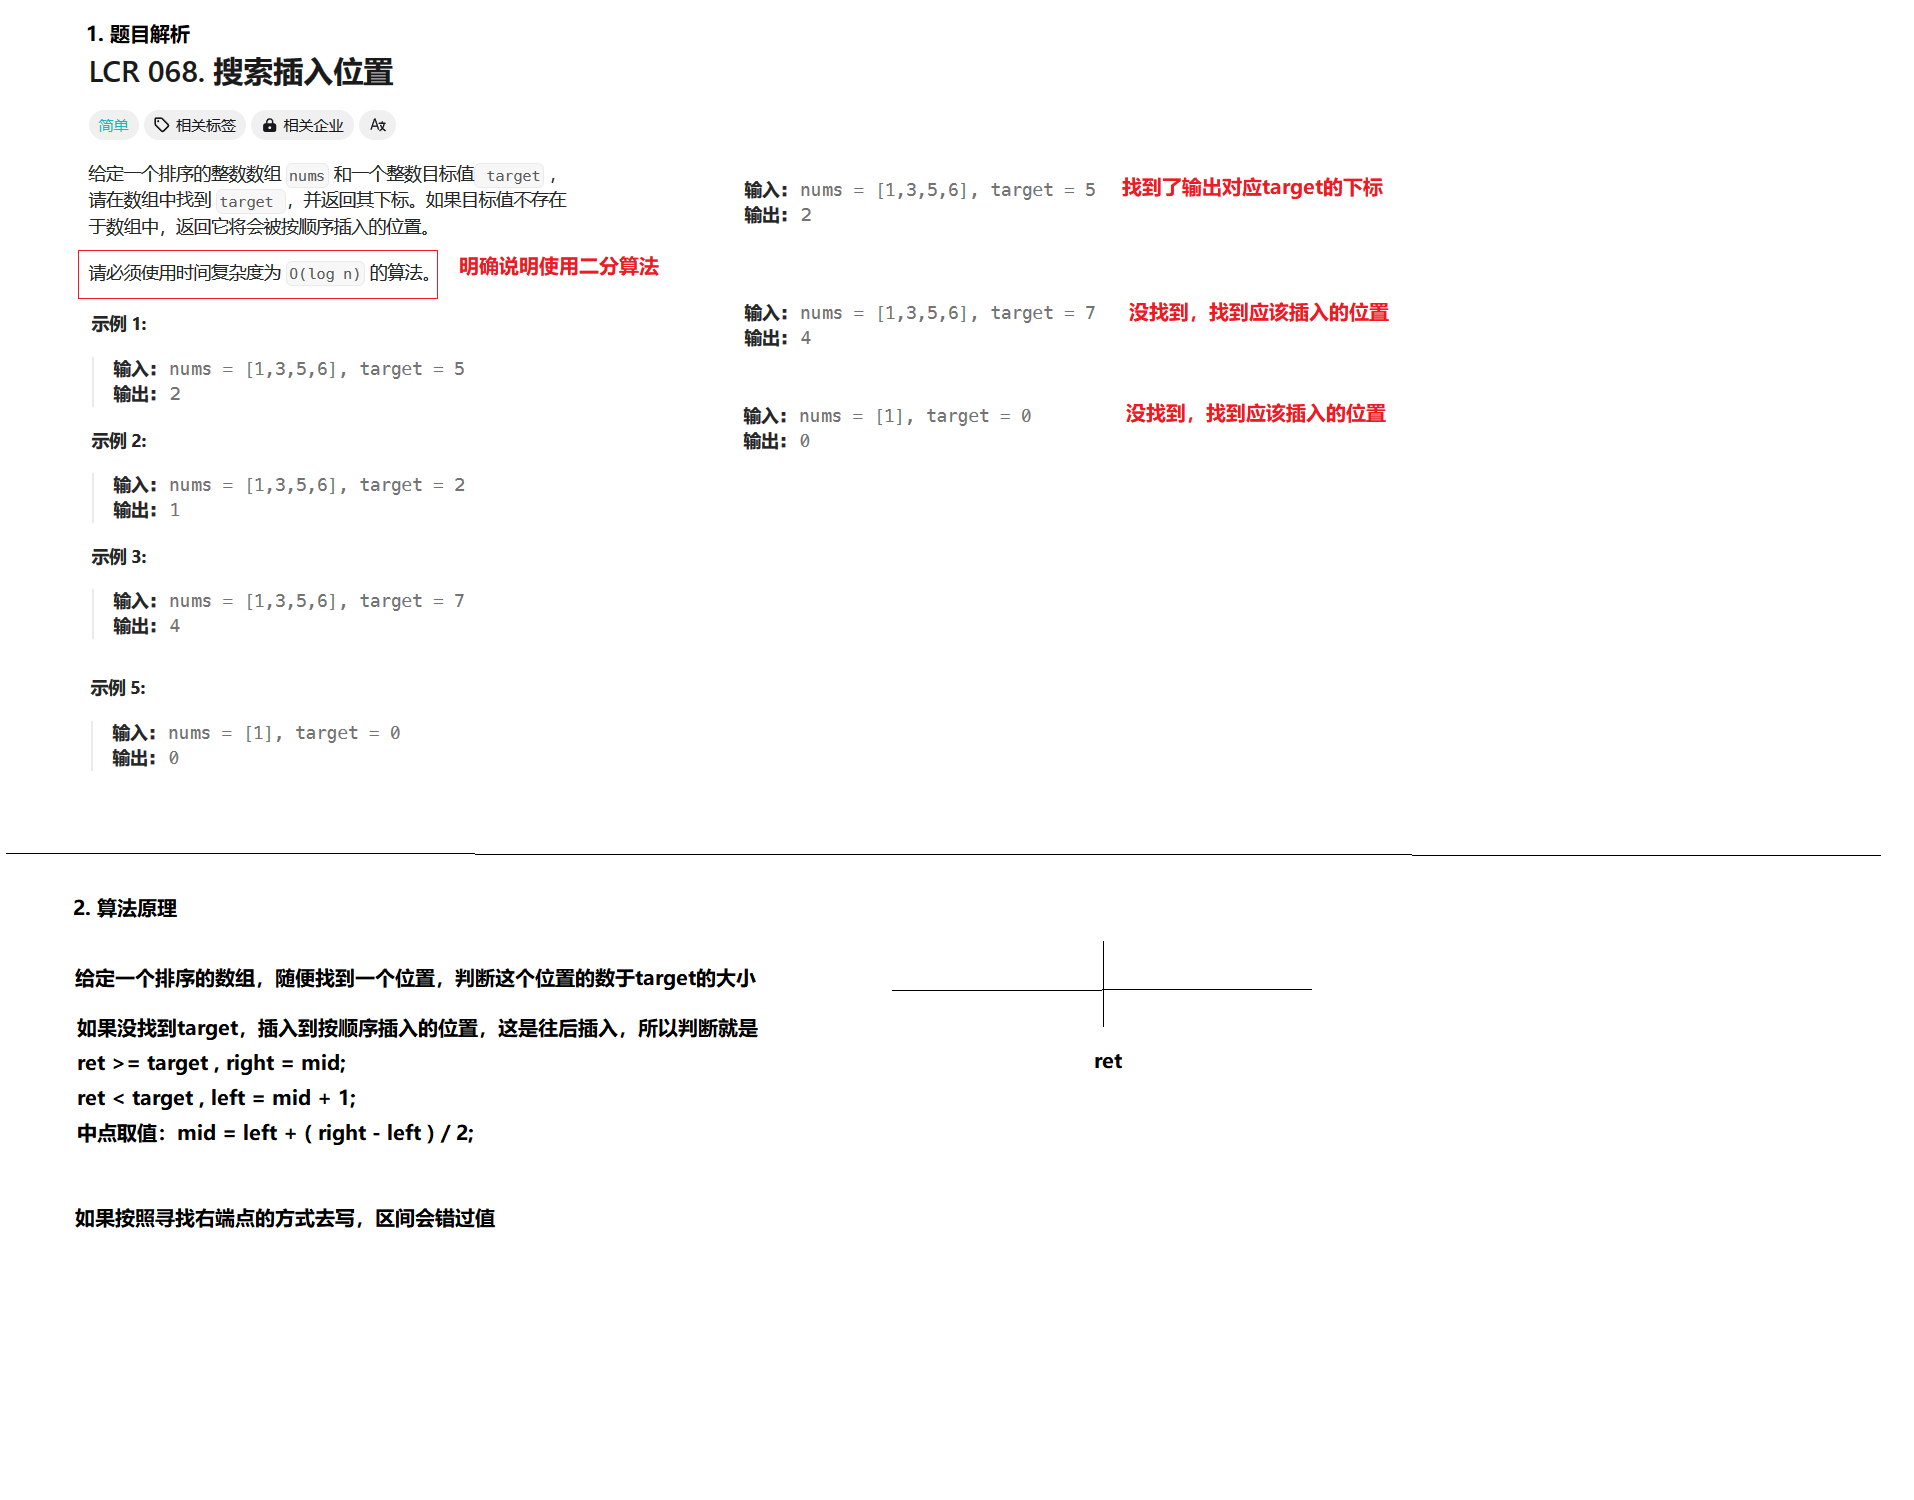 1. 题目解析
LCR 068. 搜索插入位置
简单 相关标签 相关企业 A文
给定一个排序的整数数组 nums 和一个整数目标值 target ，
请在数组中找到 target ，并返回其下标。如果目标值不存在
于数组中，返回它将会被按顺序插入的位置。
请必须使用时间复杂度为 O(log n) 的算法。
明确说明使用二分算法
示例 1:
输入: nums = [1,3,5,6], target = 5
输出: 2
示例 2:
输入: nums = [1,3,5,6], target = 2
输出: 1
示例 3:
输入: nums = [1,3,5,6], target = 7
输出: 4
示例 5:
输入: nums = [1], target = 0
输出: 0
输入: nums = [1,3,5,6], target = 5 找到了输出对应target的下标
输出: 2
输入: nums = [1,3,5,6], target = 7 没找到，找到应该插入的位置
输出: 4
输入: nums = [1], target = 0 没找到，找到应该插入的位置
输出: 0
2. 算法原理
给定一个排序的数组，随便找到一个位置，判断这个位置的数于target的大小
如果没找到target，插入到按顺序插入的位置，这是往后插入，所以判断就是
ret >= target , right = mid;
ret < target , left = mid + 1;
中点取值：mid = left + ( right - left ) / 2;
如果按照寻找右端点的方式去写，区间会错过值
ret